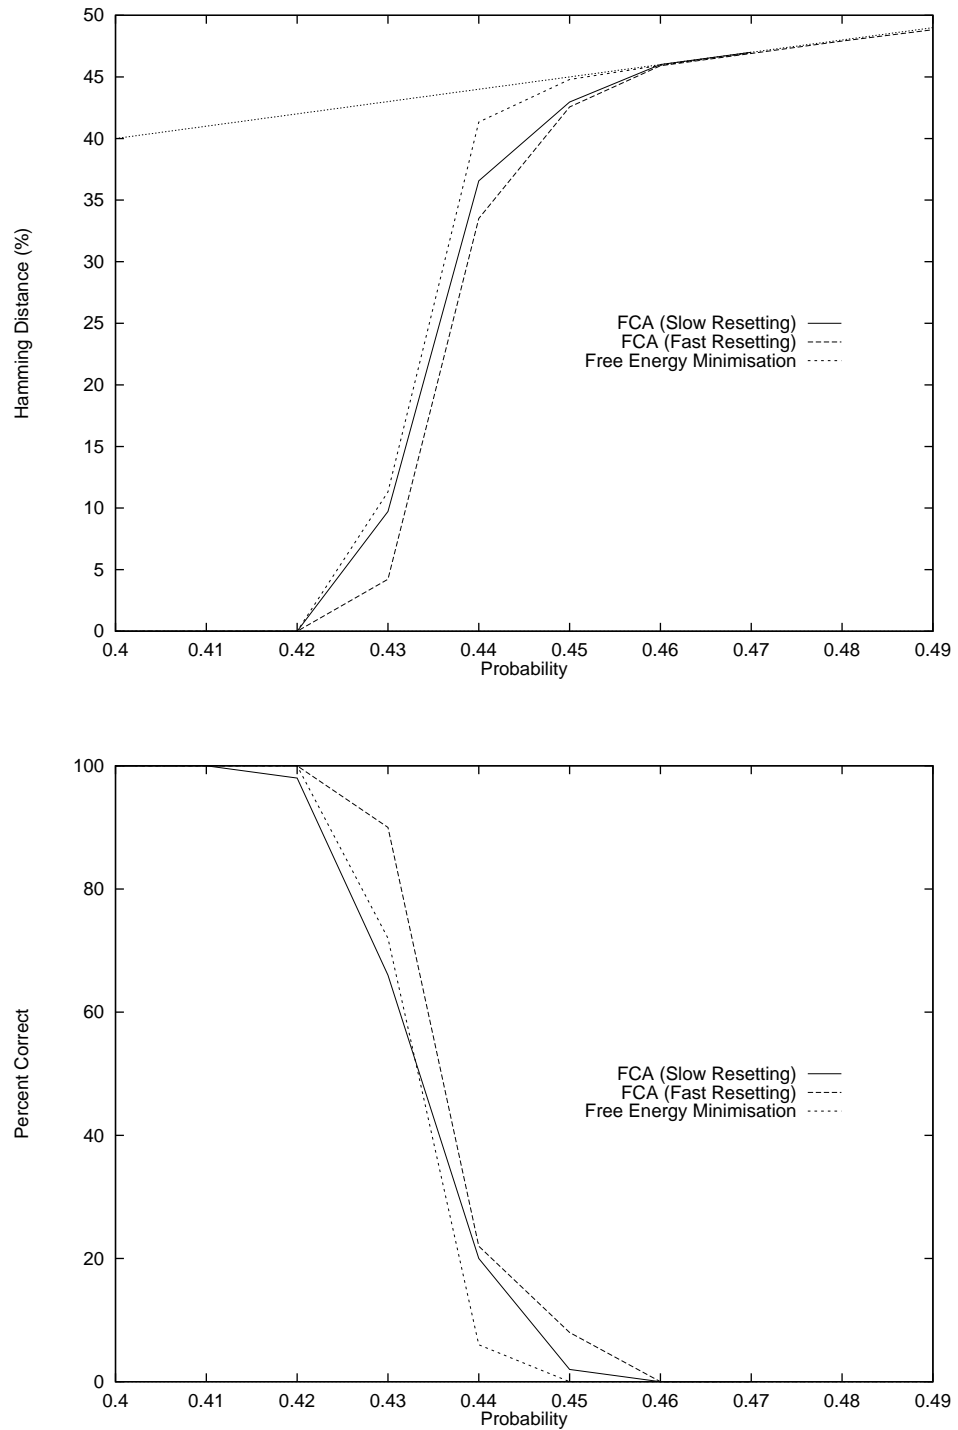 50
45
40
35
30
25
20
15
10
5
0
Hamming Distance (%)
FCA (Slow Resetting)
FCA (Fast Resetting)
Free Energy Minimisation
0.4 0.41 0.42 0.43 0.44 0.45 0.46 0.47 0.48 0.49
Probability
100
80
60
40
20
0
Percent Correct
FCA (Slow Resetting)
FCA (Fast Resetting)
Free Energy Minimisation
0.4 0.41 0.42 0.43 0.44 0.45 0.46 0.47 0.48 0.49
Probability